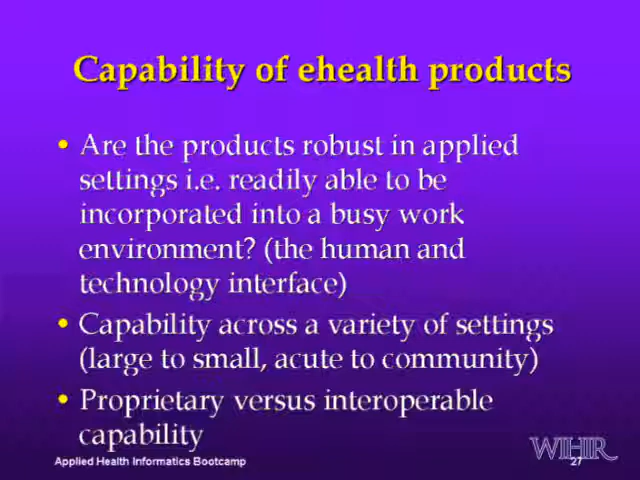 Capability of ehealth products
• Are the products robust in applied
settings i.e. readily able to be
incorporated into a busy work
environment? (the human and
technology interface)
• Capability across a variety of settings
(large to small, acute to community)
• Proprietary versus interoperable
capability
Applied Health Informatics Bootcamp
WIHIR
27